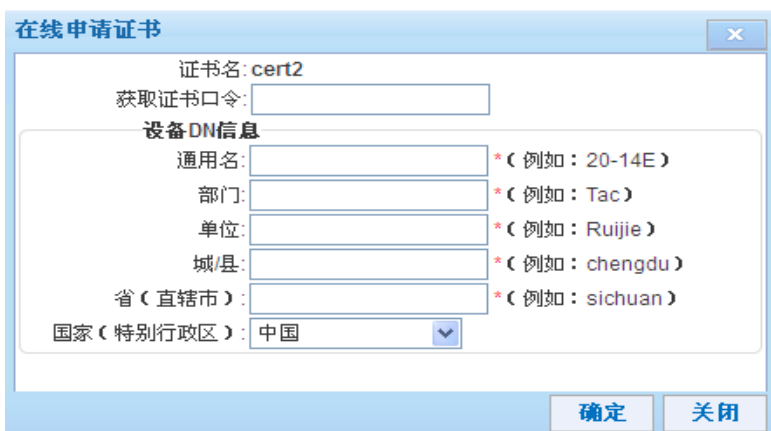 在线申请证书
证书名: cert2
获取证书口令:
设备DN信息
通用名: *（例如：20-14E）
部门: *（例如：Tac）
单位: *（例如：Ruijie）
城/县: *（例如：chengdu）
省（直辖市）: *（例如：sichuan）
国家（特别行政区）: 中国
确定 关闭